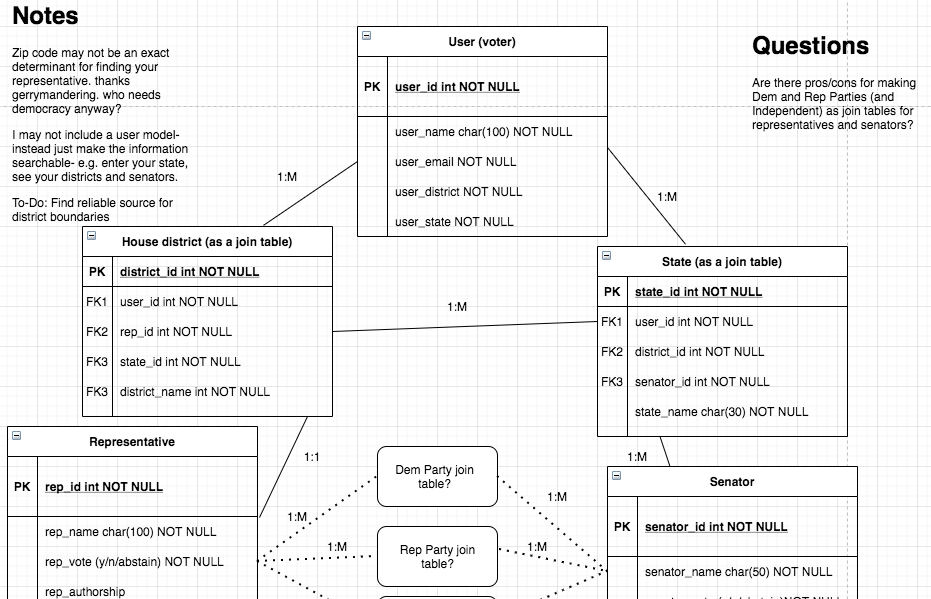 Notes
Zip code may not be an exact
determinant for finding your
representative. thanks
gerrymandering. who needs
democracy anyway?
I may not include a user model-
instead just make the information
searchable- e.g. enter your state,
see your districts and senators.
To-Do: Find reliable source for
district boundaries
Questions
Are there pros/cons for making
Dem and Rep Parties (and
Independent) as join tables for
representatives and senators?
User (voter)
PK user_id int NOT NULL
user_name char(100) NOT NULL
user_email NOT NULL
user_district NOT NULL
user_state NOT NULL
1:M
1:M
House district (as a join table)
PK district_id int NOT NULL
FK1 user_id int NOT NULL
FK2 rep_id int NOT NULL
FK3 state_id int NOT NULL
FK3 district_name int NOT NULL
1:M
State (as a join table)
PK state_id int NOT NULL
FK1 user_id int NOT NULL
FK2 district_id int NOT NULL
FK3 senator_id int NOT NULL
state_name char(30) NOT NULL
1:1
1:M
Representative
PK rep_id int NOT NULL
rep_name char(100) NOT NULL
rep_vote (y/n/abstain) NOT NULL
rep_authorship
Dem Party join
table?
1:M
1:M
Rep Party join
table?
1:M
1:M
Senator
PK senator_id int NOT NULL
senator_name char(50) NOT NULL